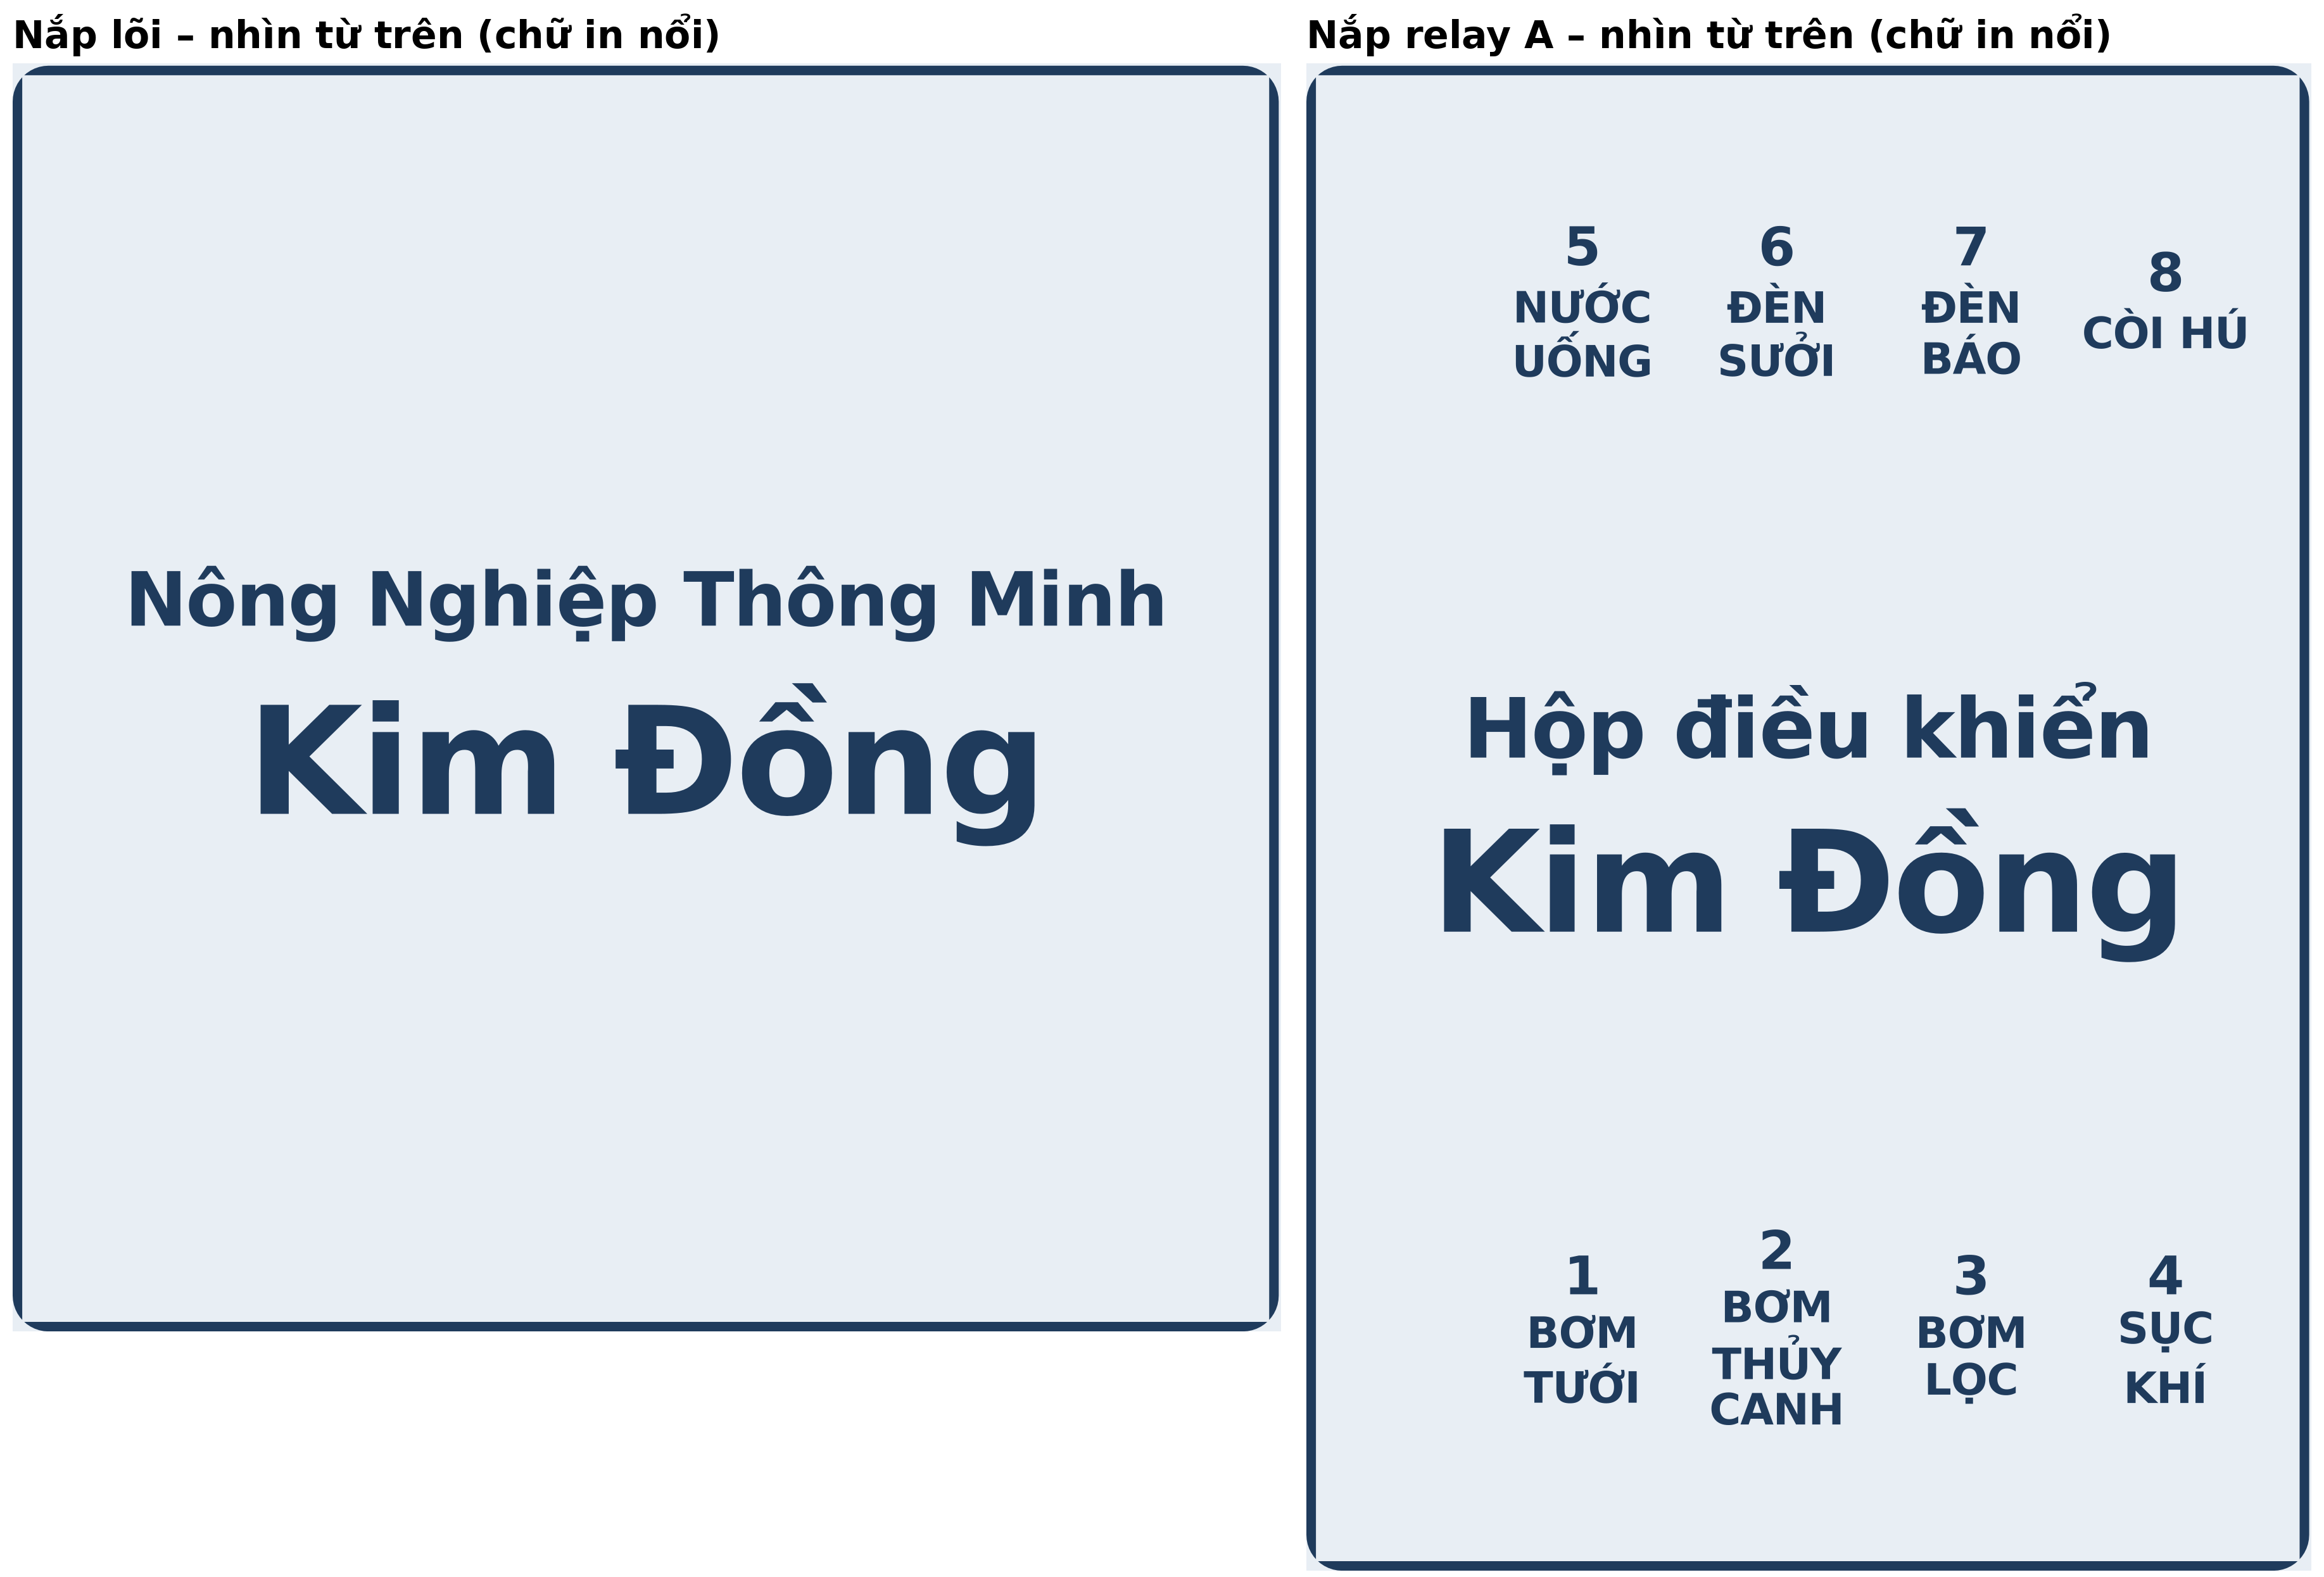 Nắp lõi – nhìn từ trên (chữ in nổi)
Nông Nghiệp Thông Minh
Kim Đồng
Nắp relay A – nhìn từ trên (chữ in nổi)
5
NƯỚC
UỐNG
6
ĐÈN
SƯỞI
7
ĐÈN
BÁO
8
CÒI HÚ
Hộp điều khiển
Kim Đồng
1
BƠM
TƯỚI
2
BƠM
THỦY
CANH
3
BƠM
LỌC
4
SỤC
KHÍ